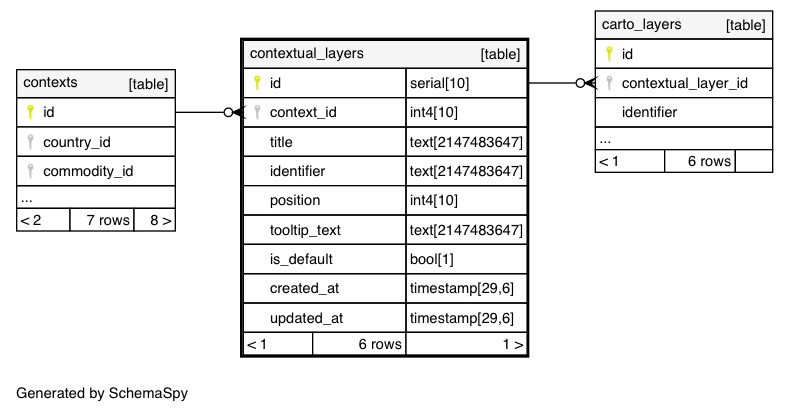 contexts [table]
id
country_id
commodity_id
...
< 2 7 rows 8 >
contextual_layers [table]
id serial[10]
context_id int4[10]
title text[2147483647]
identifier text[2147483647]
position int4[10]
tooltip_text text[2147483647]
is_default bool[1]
created_at timestamp[29,6]
updated_at timestamp[29,6]
< 1 6 rows 1 >
carto_layers [table]
id
contextual_layer_id
identifier
...
< 1 6 rows
Generated by SchemaSpy